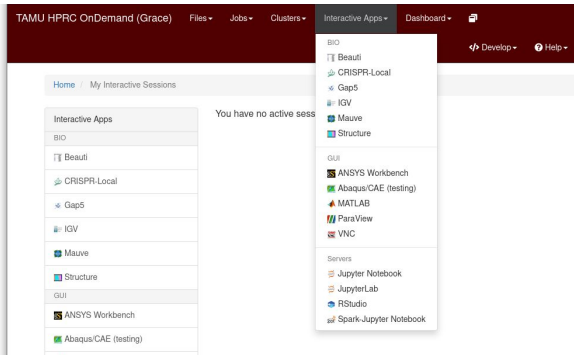 TAMU HPRC OnDemand (Grace) Files Jobs Clusters Interactive Apps Dashboard
</> Develop Help
Home / My Interactive Sessions
Interactive Apps
BIO
Beauti
CRISPR-Local
Gap5
IGV
Mauve
Structure
GUI
ANSYS Workbench
Abaqus/CAE (testing)
You have no active sess
BIO
Beauti
CRISPR-Local
Gap5
IGV
Mauve
Structure
GUI
ANSYS Workbench
Abaqus/CAE (testing)
MATLAB
ParaView
VNC
Servers
Jupyter Notebook
JupyterLab
RStudio
Spark-Jupyter Notebook